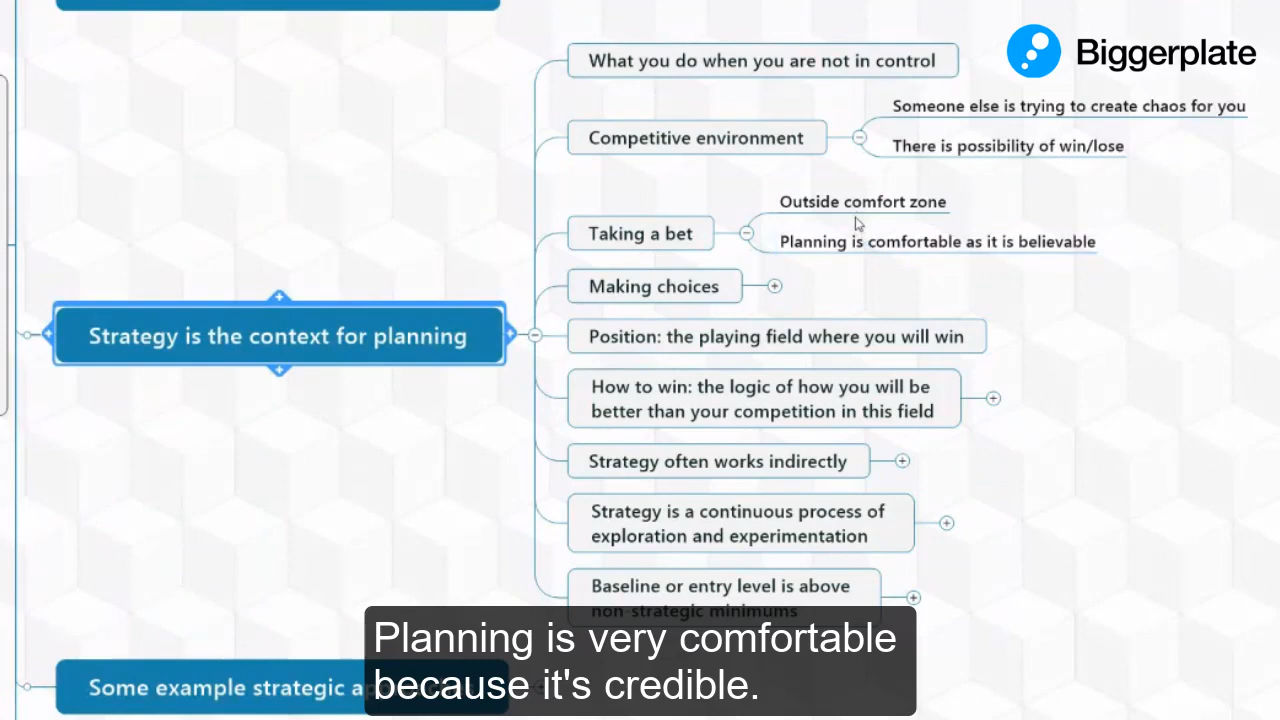 Biggerplate
What you do when you are not in control
Competitive environment
Someone else is trying to create chaos for you
There is possibility of win/lose
Taking a bet
Outside comfort zone
Planning is comfortable as it is believable
Making choices
Strategy is the context for planning
Position: the playing field where you will win
How to win: the logic of how you will be
better than your competition in this field
Strategy often works indirectly
Strategy is a continuous process of
exploration and experimentation
Baseline or entry level is above
non-strategic minimums
Some example strategic
Planning is very comfortable
because it's credible.